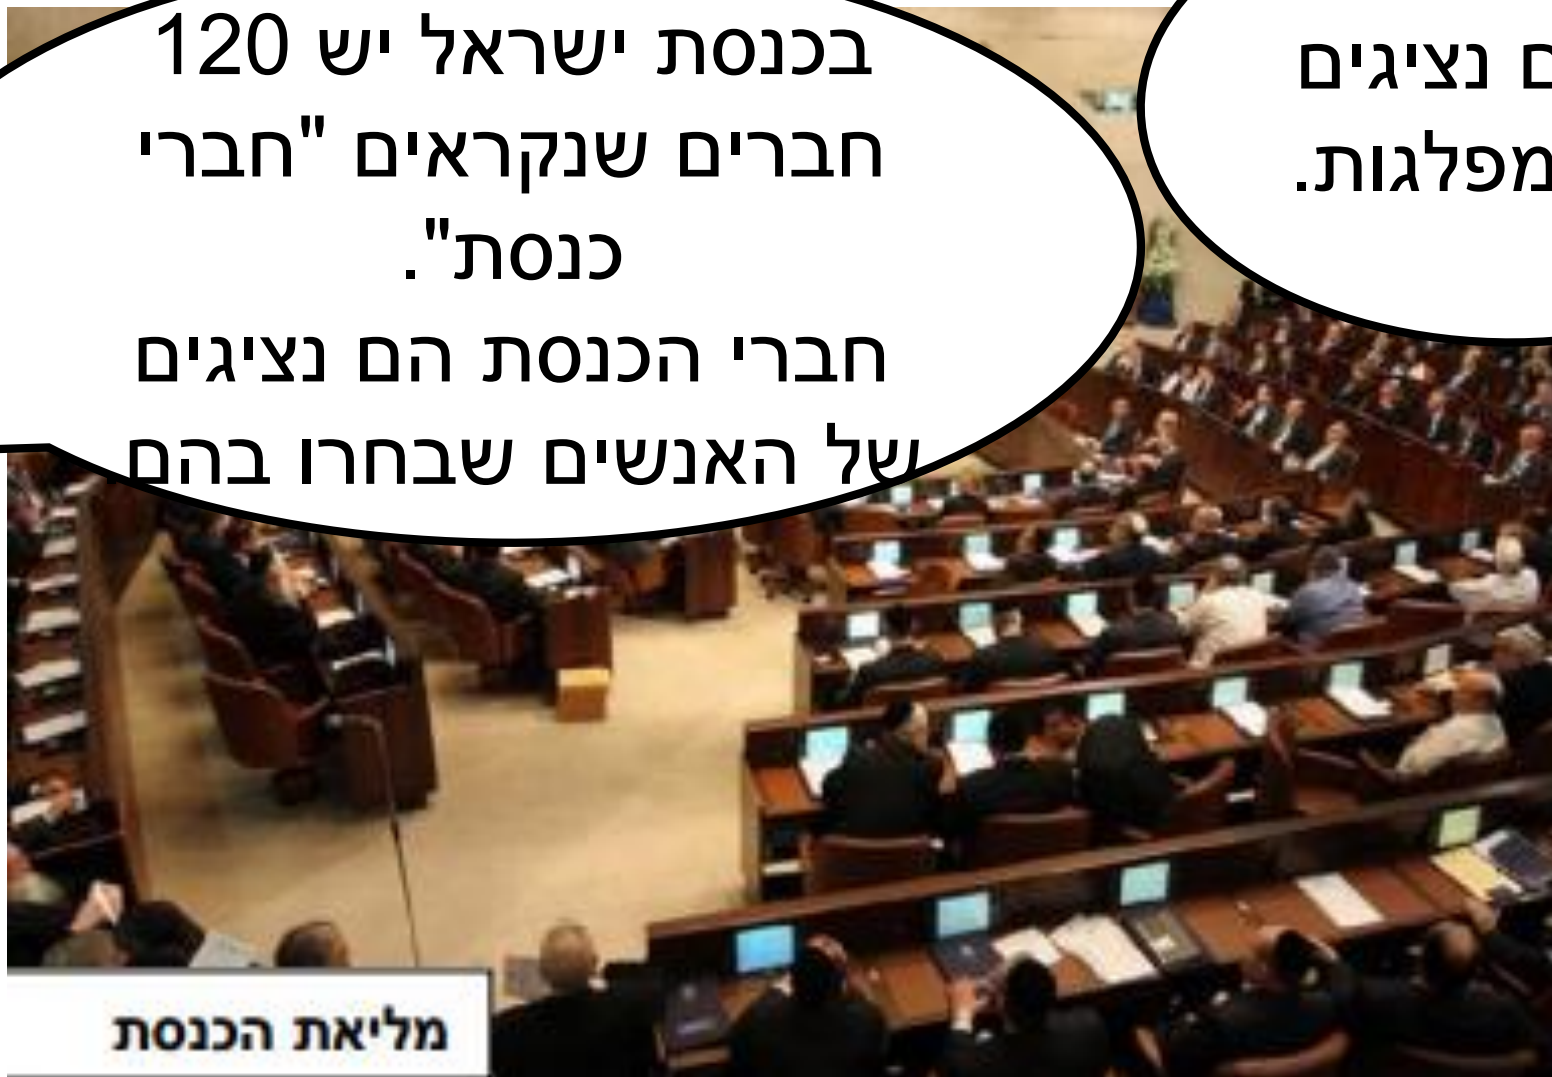 בכנסת ישראל יש 120
חברים שנקראים "חברי
כנסת".
חברי הכנסת הם נציגים
של האנשים שבחרו בהם.
נציגים
מפלגות.
מליאת הכנסת